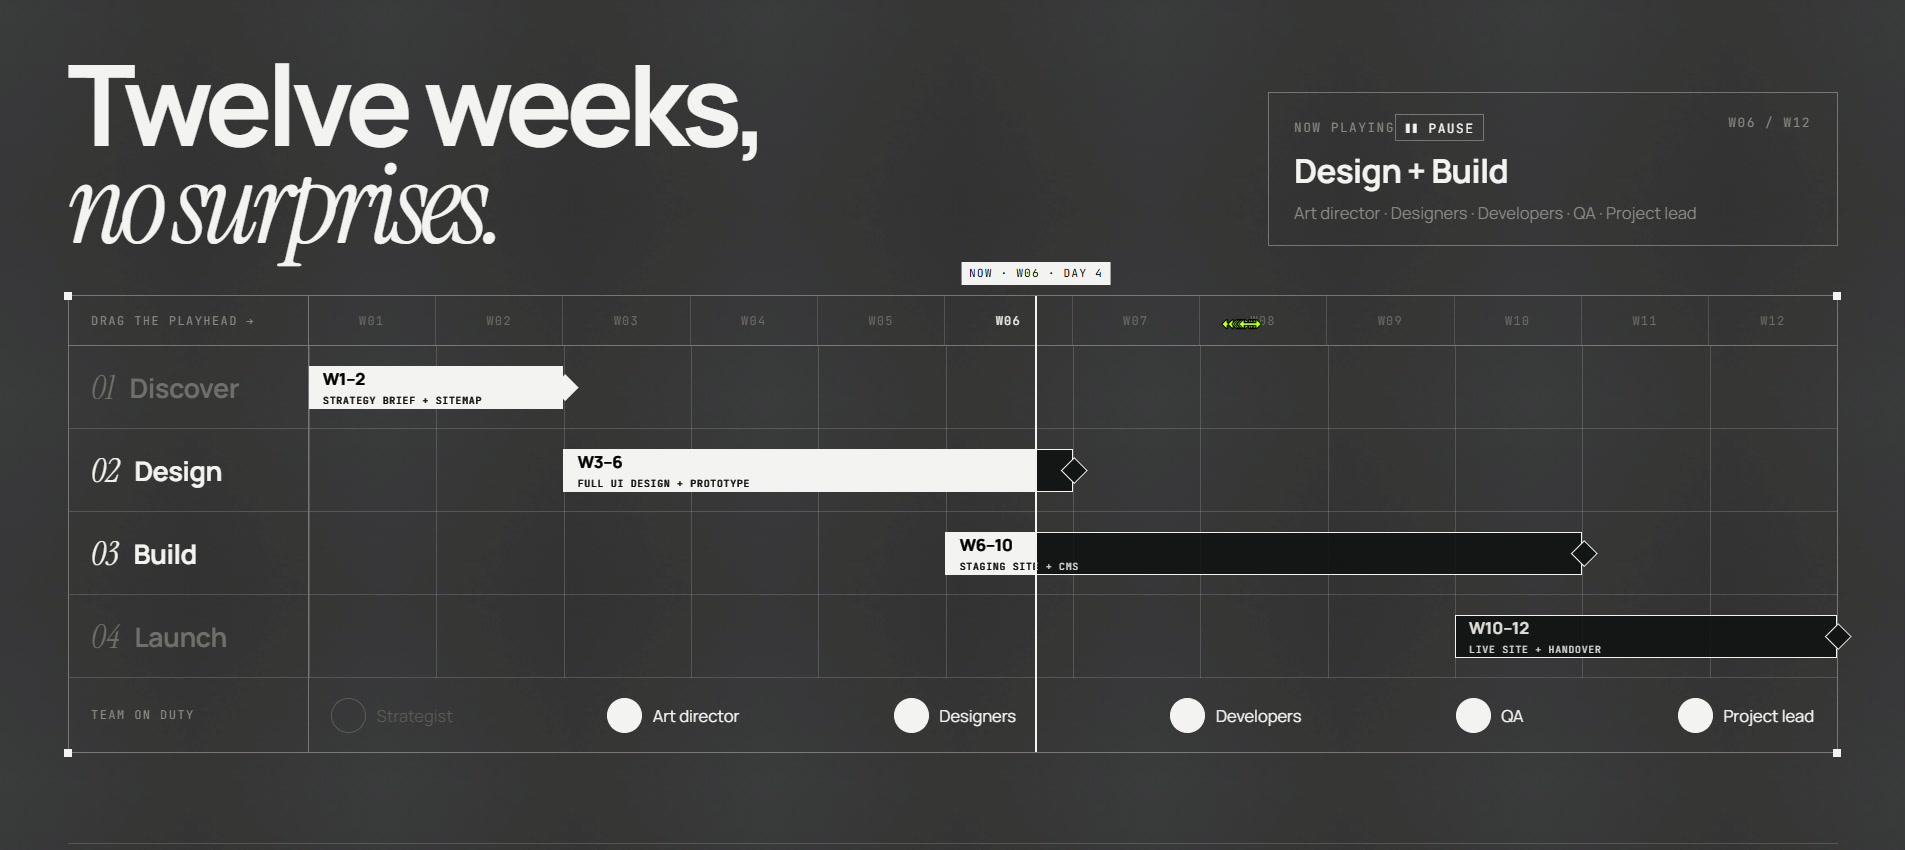 Twelve weeks,
no surprises.
NOW PLAYING
PAUSE
W06 / W12
Design + Build
Art director · Designers · Developers · QA · Project lead
NOW · W06 · DAY 4
DRAG THE PLAYHEAD →
W01
W02
W03
W04
W05
W06
W07
W09
W10
W11
W12
01 Discover
W1–2
STRATEGY BRIEF + SITEMAP
02 Design
W3–6
FULL UI DESIGN + PROTOTYPE
03 Build
W6–10
STAGING SITE + CMS
04 Launch
W10–12
LIVE SITE + HANDOVER
TEAM ON DUTY
Strategist
Art director
Designers
Developers
QA
Project lead